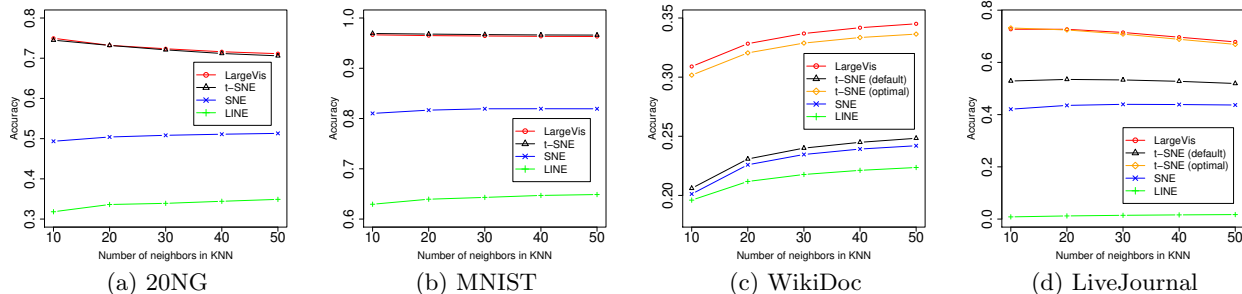 0.8
0.7
0.6
0.5
0.4
0.3
Accuracy
LargeVis
t−SNE
SNE
LINE
10 20 30 40 50
Number of neighbors in KNN
(a) 20NG
1.0
0.9
0.8
0.7
0.6
Accuracy
LargeVis
t−SNE
SNE
LINE
10 20 30 40 50
Number of neighbors in KNN
(b) MNIST
0.35
0.30
0.25
0.20
Accuracy
LargeVis
t−SNE (default)
t−SNE (optimal)
SNE
LINE
10 20 30 40 50
Number of neighbors in KNN
(c) WikiDoc
0.8
0.6
0.4
0.2
0.0
Accuracy
LargeVis
t−SNE (default)
t−SNE (optimal)
SNE
LINE
10 20 30 40 50
Number of neighbors in KNN
(d) LiveJournal